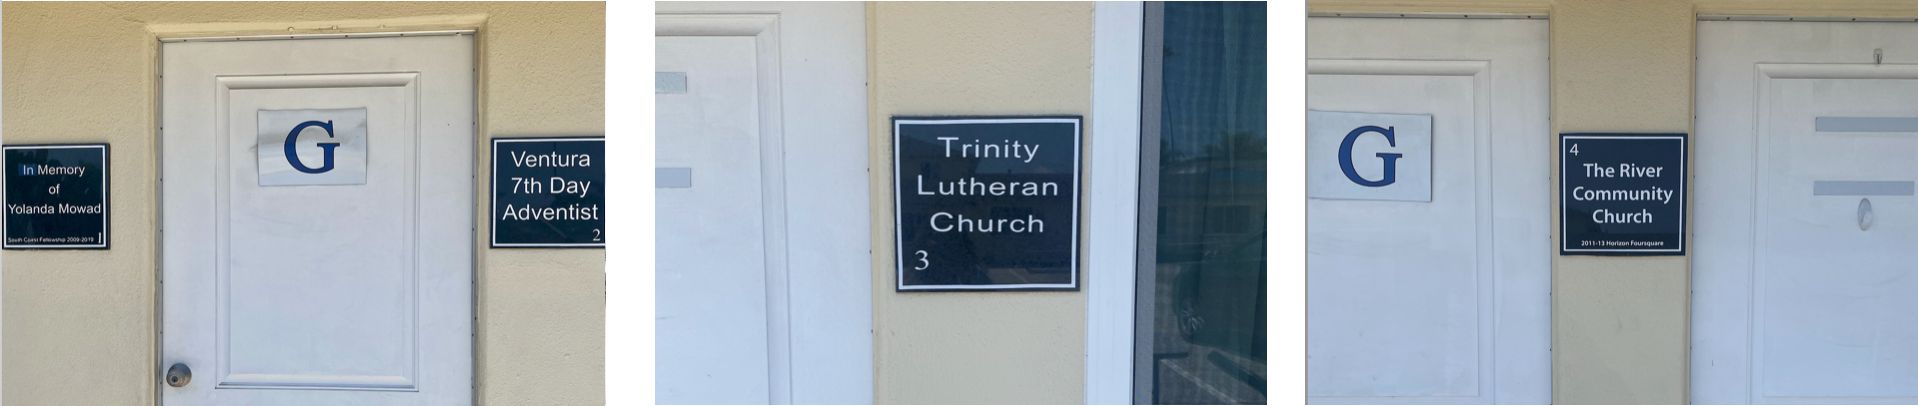 In Memory
of
Yolanda Mowad
South Coast Fellowship 2009-2019 1
G
Ventura
7th Day
Adventist
2
Trinity
Lutheran
Church
3
G
4
The River
Community
Church
2011-13 Horizon Foursquare